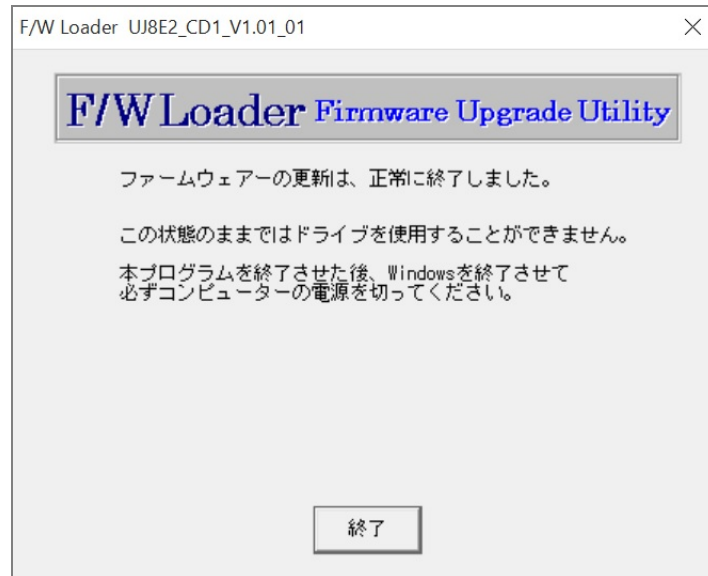 F/W Loader UJ8E2_CD1_V1.01_01
F/W Loader Firmware Upgrade Utility
ファームウェアーの更新は、正常に終了しました。
この状態のままではドライブを使用することができません。
本プログラムを終了させた後、Windowsを終了させて
必ずコンピューターの電源を切ってください。
終了